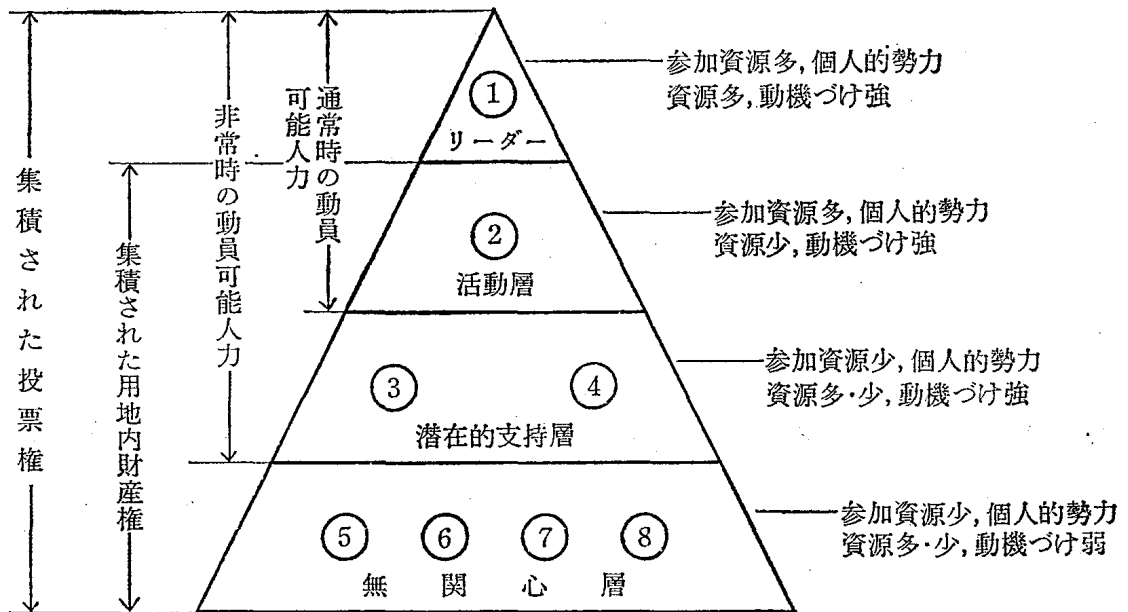 集積された投票権
集積された用地内財産権
非常時の動員可能人力
通常時の動員
可能人力
①
リーダー
参加資源多,個人的勢力
資源多,動機づけ強
②
活動層
参加資源多,個人的勢力
資源少,動機づけ強
③ ④
潜在的支持層
参加資源少,個人的勢力
資源多・少,動機づけ強
⑤ ⑥ ⑦ ⑧
無関心層
参加資源少,個人的勢力
資源多・少,動機づけ弱